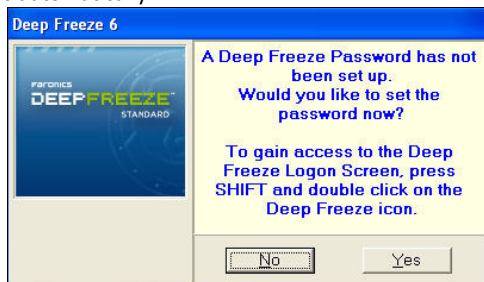 Deep Freeze 6
FARONICS
DEEPFREEZE
STANDARD
A Deep Freeze Password has not
been set up.
Would you like to set the
password now?
To gain access to the Deep
Freeze Logon Screen, press
SHIFT and double click on the
Deep Freeze icon.
No
Yes